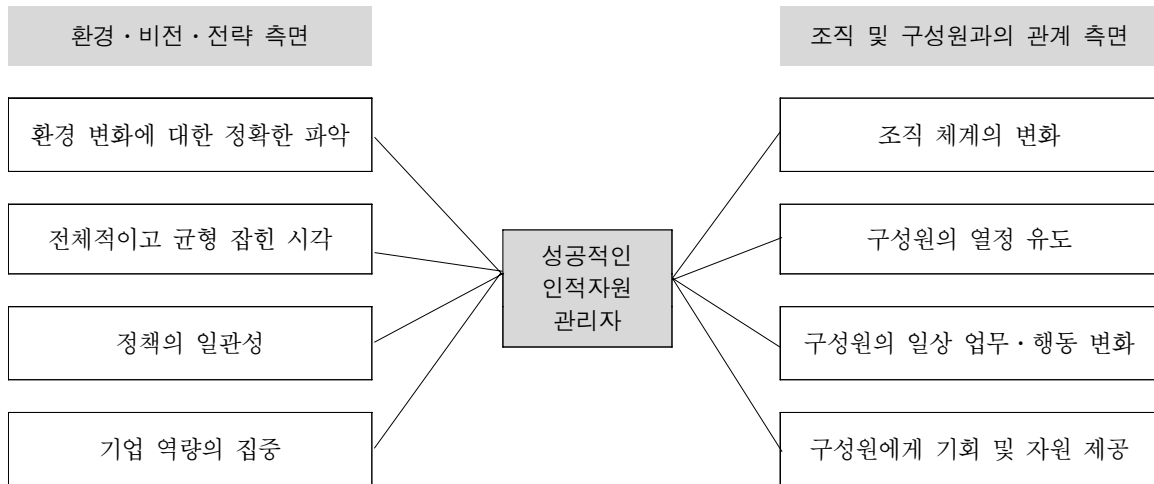 환경·비전·전략 측면
조직 및 구성원과의 관계 측면
환경 변화에 대한 정확한 파악
전체적이고 균형 잡힌 시각
정책의 일관성
기업 역량의 집중
성공적인
인적자원
관리자
조직 체계의 변화
구성원의 열정 유도
구성원의 일상 업무·행동 변화
구성원에게 기회 및 자원 제공